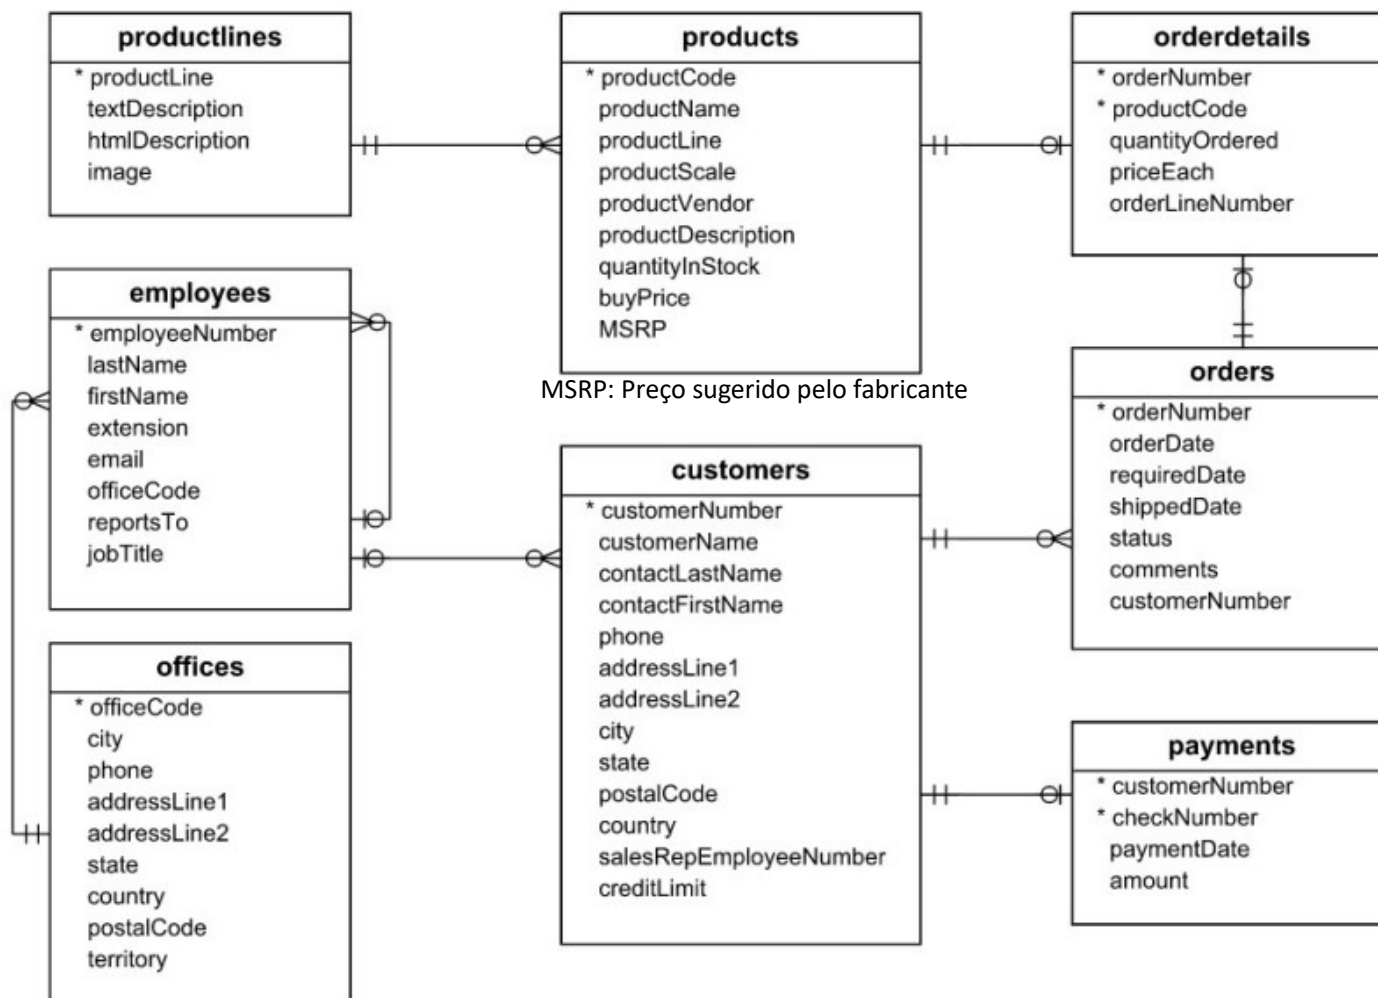 productlines
* productLine
textDescription
htmlDescription
image
products
* productCode
productName
productLine
productScale
productVendor
productDescription
quantityInStock
buyPrice
MSRP
MSRP: Preço sugerido pelo fabricante
orderdetails
* orderNumber
* productCode
quantityOrdered
priceEach
orderLineNumber
employees
* employeeNumber
lastName
firstName
extension
email
officeCode
reportsTo
jobTitle
customers
* customerNumber
customerName
contactLastName
contactFirstName
phone
addressLine1
addressLine2
city
state
postalCode
country
salesRepEmployeeNumber
creditLimit
orders
* orderNumber
orderDate
requiredDate
shippedDate
status
comments
customerNumber
offices
* officeCode
city
phone
addressLine1
addressLine2
state
country
postalCode
territory
payments
* customerNumber
* checkNumber
paymentDate
amount